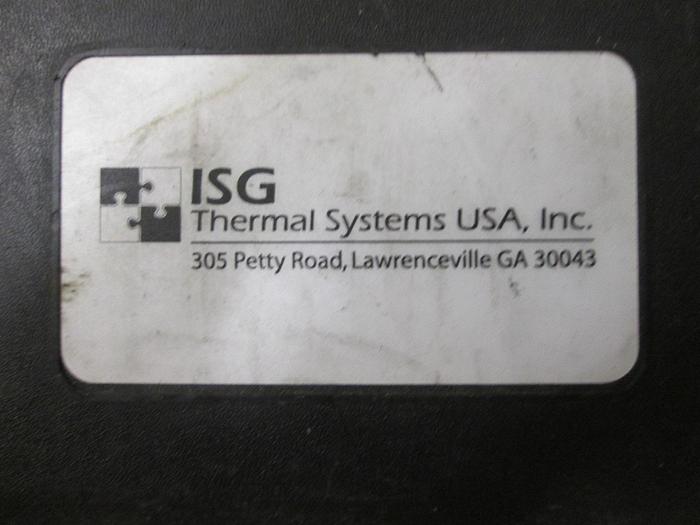 ISG
Thermal Systems USA, Inc.
305 Petty Road, Lawrenceville GA 30043